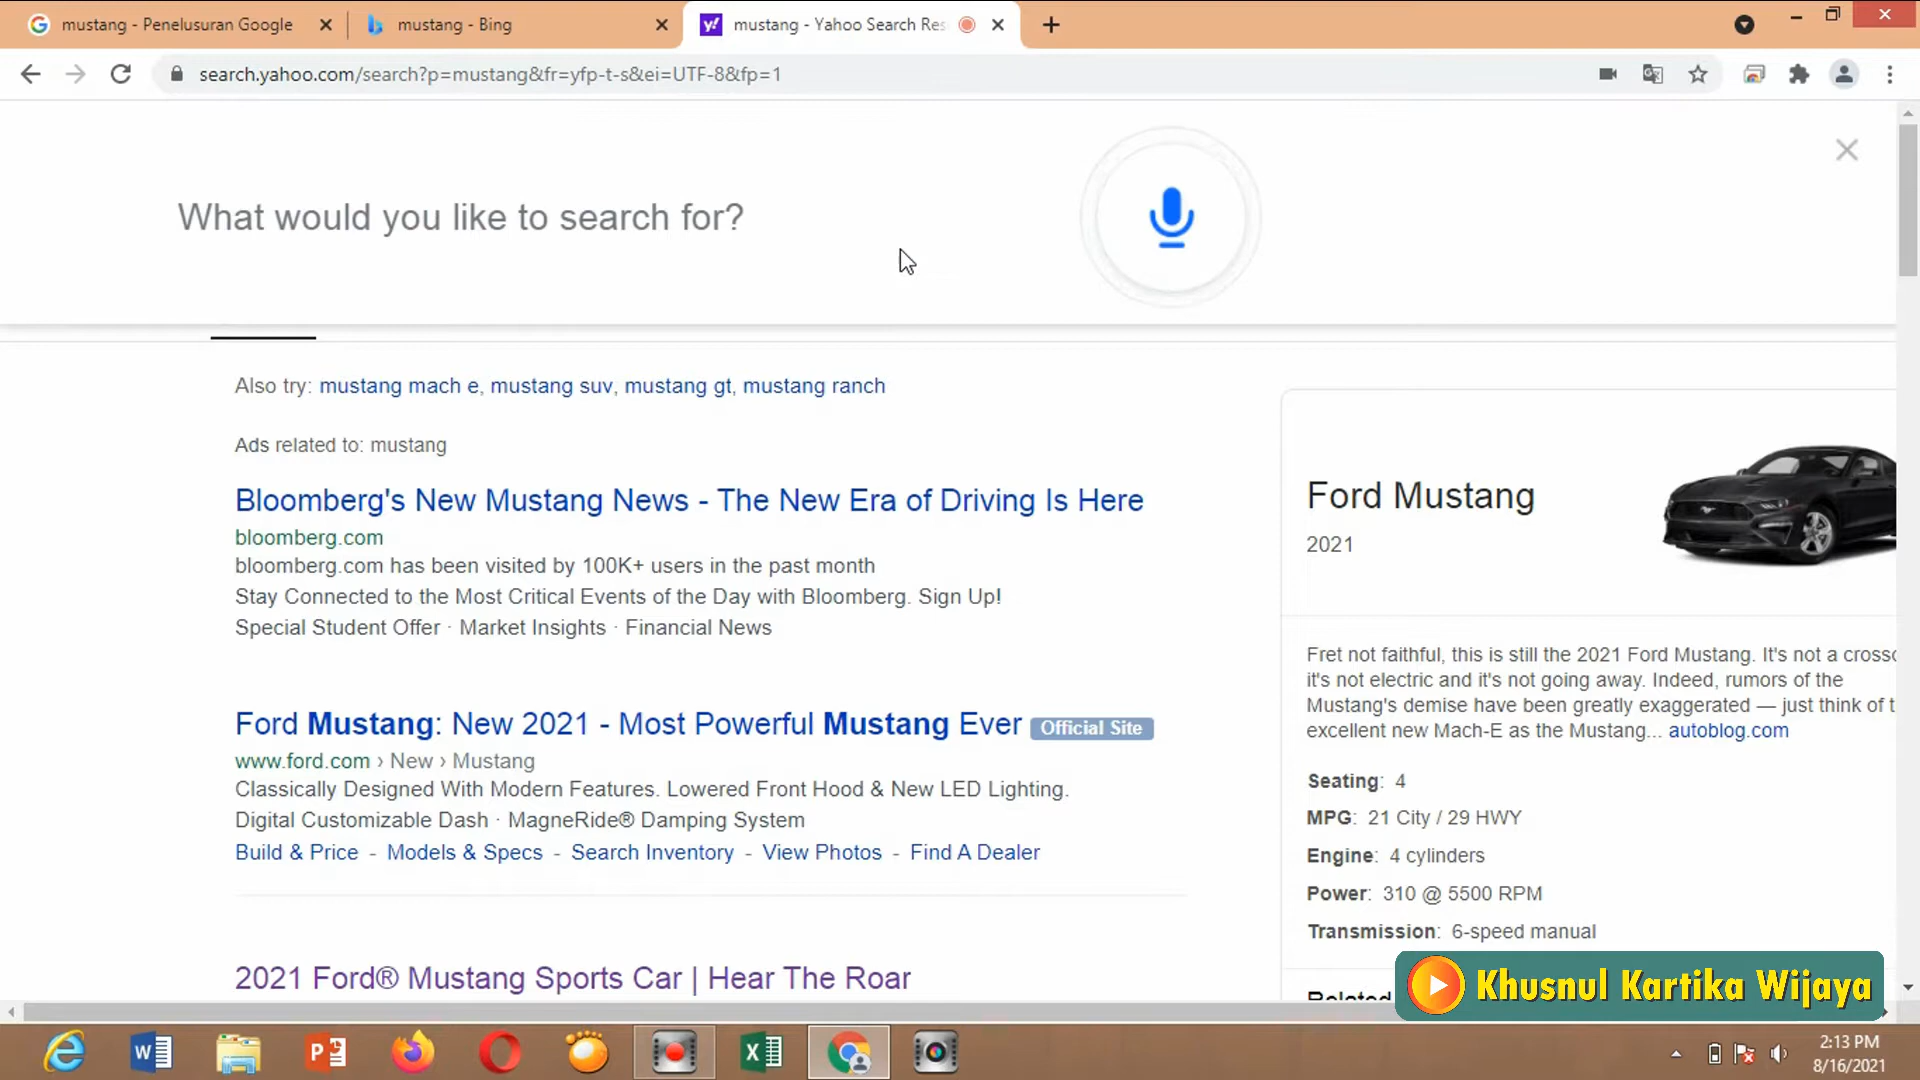 mustang - Penelusuran Google
mustang - Bing
mustang - Yahoo Search Res
search.yahoo.com/search?p=mustang&fr=yfp-t-s&ei=UTF-8&fp=1
What would you like to search for?
Also try: mustang mach e, mustang suv, mustang gt, mustang ranch
Ads related to: mustang
Bloomberg's New Mustang News - The New Era of Driving Is Here
bloomberg.com
bloomberg.com has been visited by 100K+ users in the past month
Stay Connected to the Most Critical Events of the Day with Bloomberg. Sign Up!
Special Student Offer · Market Insights · Financial News
Ford Mustang: New 2021 - Most Powerful Mustang Ever Official Site
www.ford.com › New › Mustang
Classically Designed With Modern Features. Lowered Front Hood & New LED Lighting.
Digital Customizable Dash · MagneRide® Damping System
Build & Price - Models & Specs - Search Inventory - View Photos - Find A Dealer
2021 Ford® Mustang Sports Car | Hear The Roar
Ford Mustang
2021
Fret not faithful, this is still the 2021 Ford Mustang. It's not a crosso
it's not electric and it's not going away. Indeed, rumors of the
Mustang's demise have been greatly exaggerated — just think of t
excellent new Mach-E as the Mustang... autoblog.com
Seating: 4
MPG: 21 City / 29 HWY
Engine: 4 cylinders
Power: 310 @ 5500 RPM
Transmission: 6-speed manual
Related
Khusnul Kartika Wijaya
2:13 PM
8/16/2021